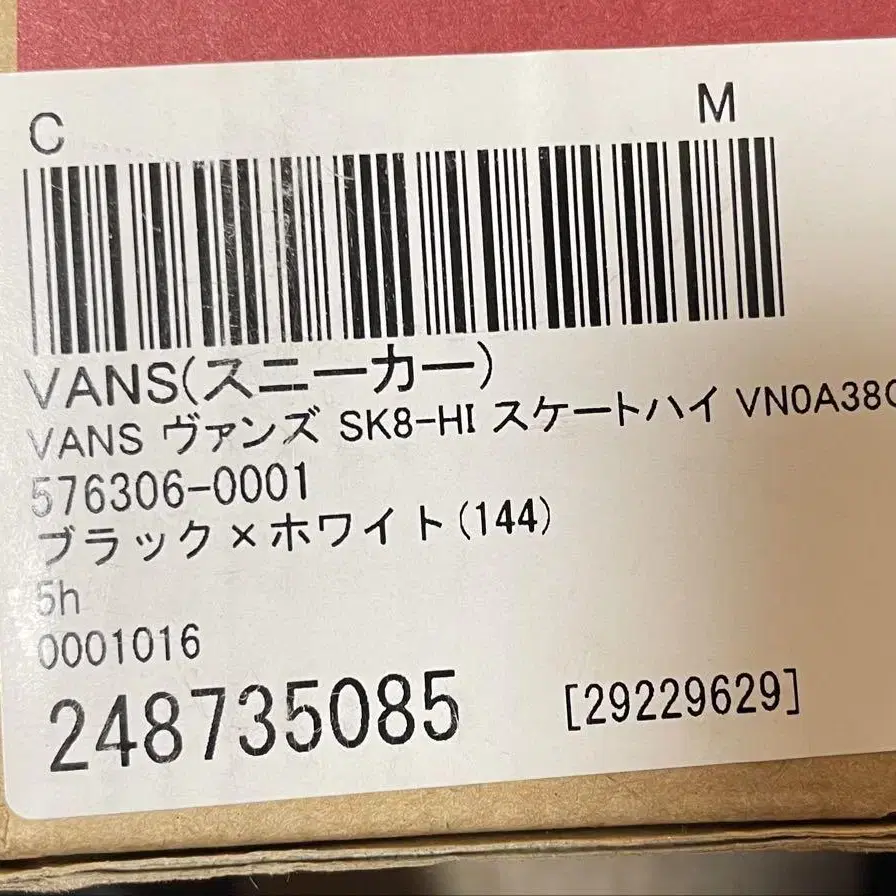 C M
VANS(スニーカー)
VANS ヴァンズ SK8-HI スケートハイ VN0A38
576306-0001
ブラック×ホワイト(144)
5h
0001016
248735085 [29229629]